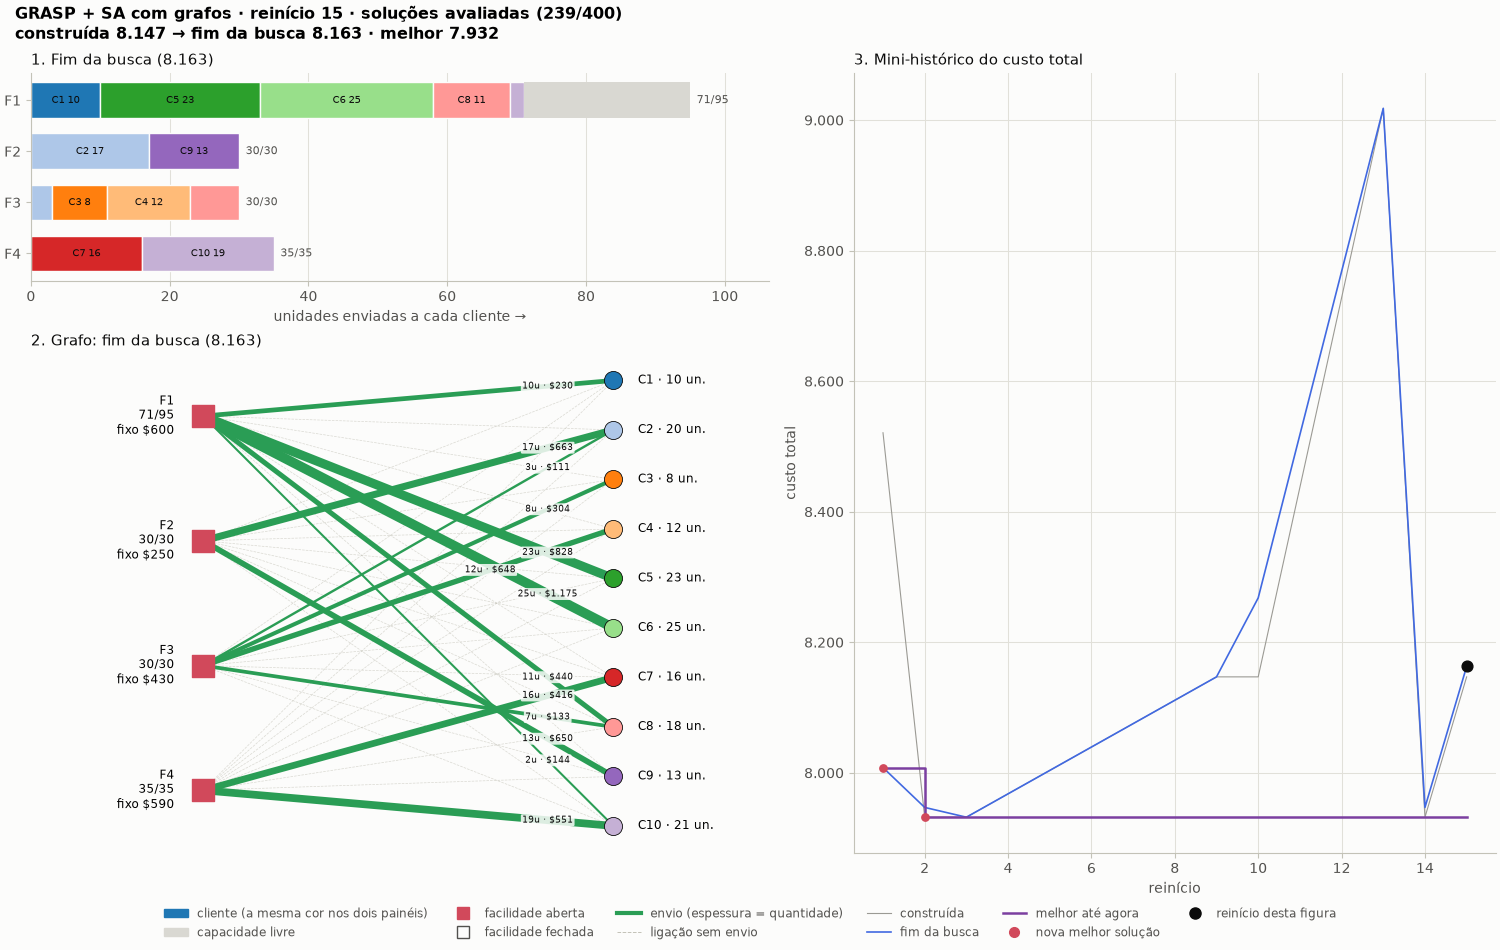 GRASP + SA com grafos · reinício 15 · soluções avaliadas (239/400)
construída 8.147 → fim da busca 8.163 · melhor 7.932
1. Fim da busca (8.163)
F1
C1 10
C5 23
C6 25
C8 11
71/95
F2
C2 17
C9 13
30/30
F3
C3 8
C4 12
30/30
F4
C7 16
C10 19
35/35
0
20
40
60
80
100
unidades enviadas a cada cliente →
2. Grafo: fim da busca (8.163)
F1
71/95
fixo $600
F2
30/30
fixo $250
F3
30/30
fixo $430
F4
35/35
fixo $590
10u · $230
17u · $663
3u · $111
8u · $304
23u · $828
12u · $648
25u · $1.175
11u · $440
16u · $416
7u · $133
13u · $650
2u · $144
19u · $551
C1 · 10 un.
C2 · 20 un.
C3 · 8 un.
C4 · 12 un.
C5 · 23 un.
C6 · 25 un.
C7 · 16 un.
C8 · 18 un.
C9 · 13 un.
C10 · 21 un.
3. Mini-histórico do custo total
9.000
8.800
8.600
8.400
8.200
8.000
custo total
2
4
6
8
10
12
14
reinício
cliente (a mesma cor nos dois painéis)
capacidade livre
facilidade aberta
facilidade fechada
envio (espessura = quantidade)
ligação sem envio
construída
fim da busca
melhor até agora
nova melhor solução
reinício desta figura